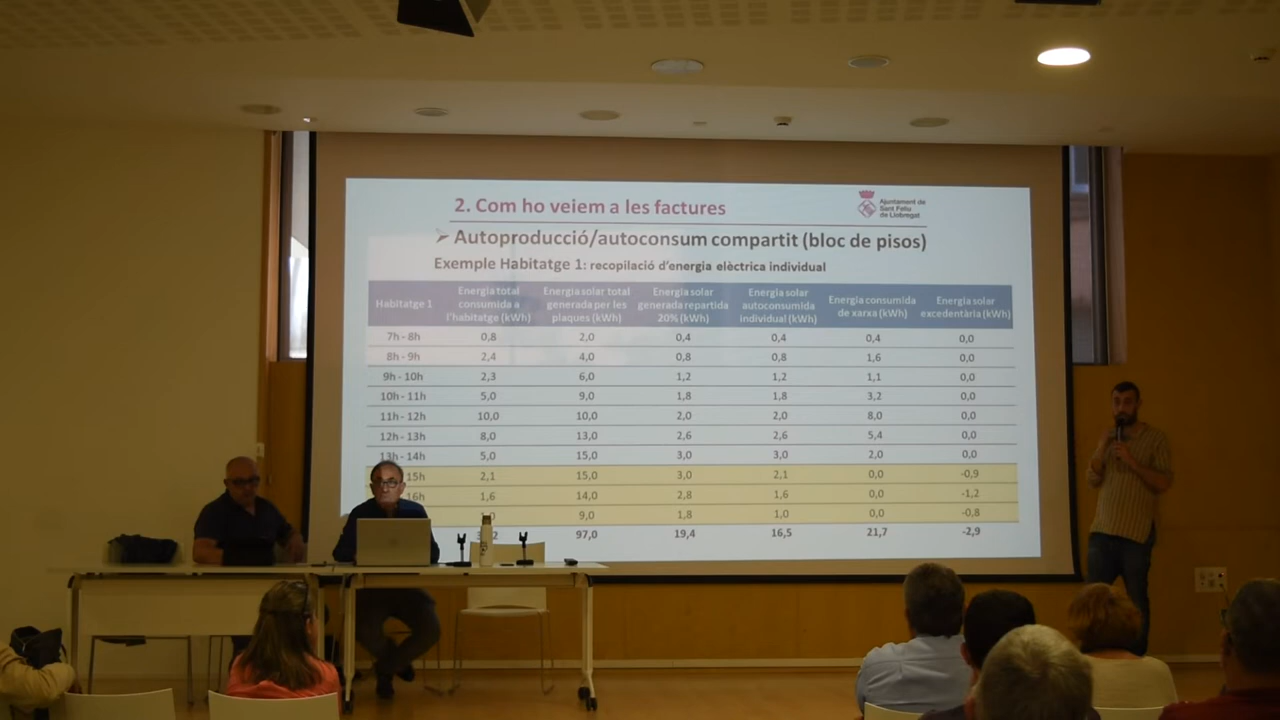 2. Com ho veiem a les factures
Ajuntament de
Sant Feliu
de Llobregat
Autoproducció/autoconsum compartit (bloc de pisos)
Exemple Habitatge 1: recopilació d'energia elèctrica individual
Habitatge 1 Energia total consumida a l'habitatge (kWh) Energia solar total generada per les plaques (kWh) Energia solar generada repartida 20% (kWh) Energia solar autoconsumida individual (kWh) Energia consumida de xarxa (kWh) Energia solar excedentària (kWh)
7h - 8h 0,8 2,0 0,4 0,4 0,4 0,0
8h - 9h 2,4 4,0 0,8 0,8 1,6 0,0
9h - 10h 2,3 6,0 1,2 1,2 1,1 0,0
10h - 11h 5,0 9,0 1,8 1,8 3,2 0,0
11h - 12h 10,0 10,0 2,0 2,0 8,0 0,0
12h - 13h 8,0 13,0 2,6 2,6 5,4 0,0
13h - 14h 5,0 15,0 3,0 3,0 2,0 0,0
15h 2,1 15,0 3,0 2,1 0,0 -0,9
16h 1,6 14,0 2,8 1,6 0,0 -1,2
9,0 1,8 1,0 0,0 -0,8
97,0 19,4 16,5 21,7 -2,9